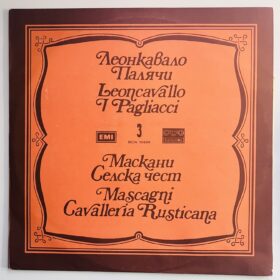 Леонкавало
Палячи
Leoncavallo
I Pagliacci
EMI
3
Маскани
Селска чест
Mascagni
Cavalleria Rusticana